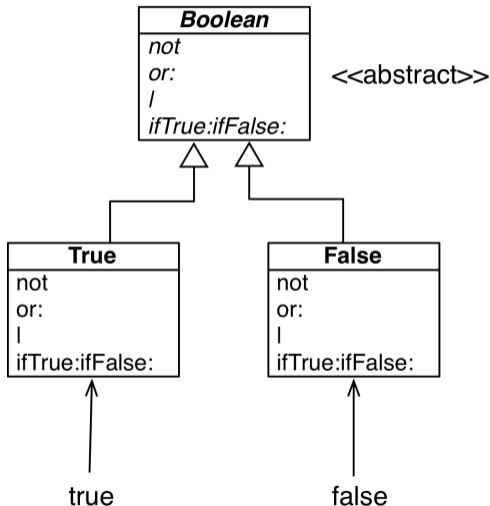 Boolean
not
or:
|
ifTrue:ifFalse:
<<abstract>>
True
not
or:
|
ifTrue:ifFalse:
False
not
or:
|
ifTrue:ifFalse:
true
false